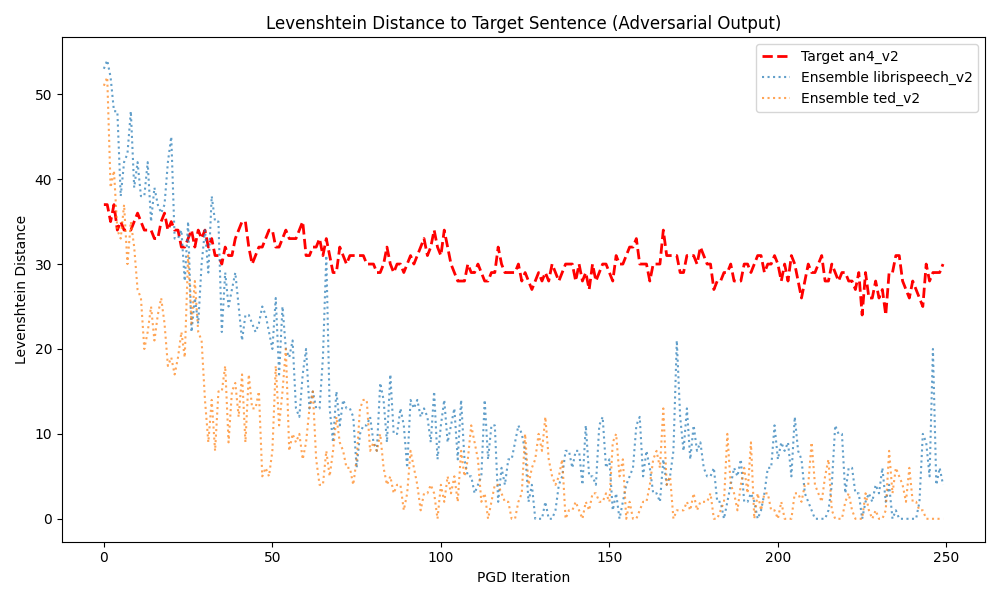 Levenshtein Distance to Target Sentence (Adversarial Output)
Target an4_v2
Ensemble librispeech_v2
Ensemble ted_v2
Levenshtein Distance
50
40
30
20
10
0
0 50 100 150 200 250
PGD Iteration